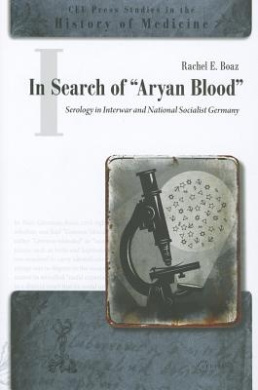 CEU Press Studies in the
History of Medicine
I
Rachel E. Boaz
In Search of “Aryan Blood”
Serology in Interwar and National Socialist Germany